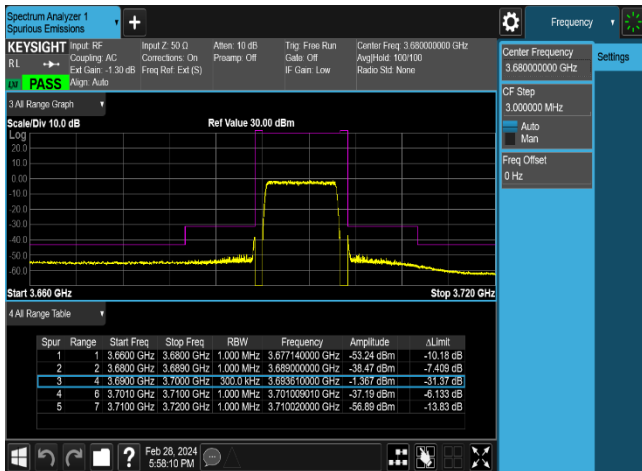 Spectrum Analyzer 1
Spurious Emissions
Frequency
KEYSIGHT Input: RF Input Z: 50 Ω Atten: 10 dB Trig: Free Run Center Freq: 3.680000000 GHz
RL Coupling: AC Corrections: On Preamp: Off Gate: Off Avg|Hold: 100/100
Ext Gain: -1.30 dB Freq Ref: Ext (S) IF Gain: Low Radio Std: None
PASS Align: Auto
Center Frequency
3.680000000 GHz
Settings
CF Step
3.000000 MHz
Auto
Man
Freq Offset
0 Hz
3 All Range Graph
Scale/Div 10.0 dB Ref Value 30.00 dBm
Log
20.0
10.0
0.00
-10.0
-20.0
-30.0
-40.0
-50.0
-60.0
Start 3.660 GHz Stop 3.720 GHz
4 All Range Table
Spur Range Start Freq Stop Freq RBW Frequency Amplitude ΔLimit
1 1 3.6600 GHz 3.6800 GHz 1.000 MHz 3.677140000 GHz -53.24 dBm -10.18 dB
2 2 3.6800 GHz 3.6890 GHz 1.000 MHz 3.689000000 GHz -38.47 dBm -7.409 dB
3 4 3.6900 GHz 3.7000 GHz 300.0 kHz 3.693610000 GHz -1.367 dBm -31.37 dB
4 6 3.7010 GHz 3.7100 GHz 1.000 MHz 3.701009010 GHz -37.19 dBm -6.133 dB
5 7 3.7100 GHz 3.7200 GHz 1.000 MHz 3.710020000 GHz -56.89 dBm -13.83 dB
Feb 28, 2024
5:58:10 PM